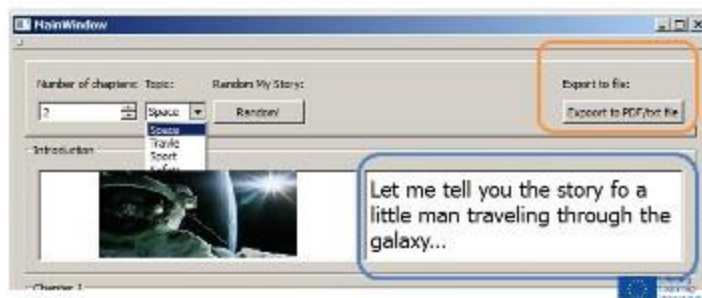 MainWindow
Number of chapters: Topic: Random My Story: Export to file:
2 Space Random! Expoort to PDF/txt file
Space
Travle
Sport
Introduction
Let me tell you the story fo a
little man traveling through the
galaxy...
Chapter 1